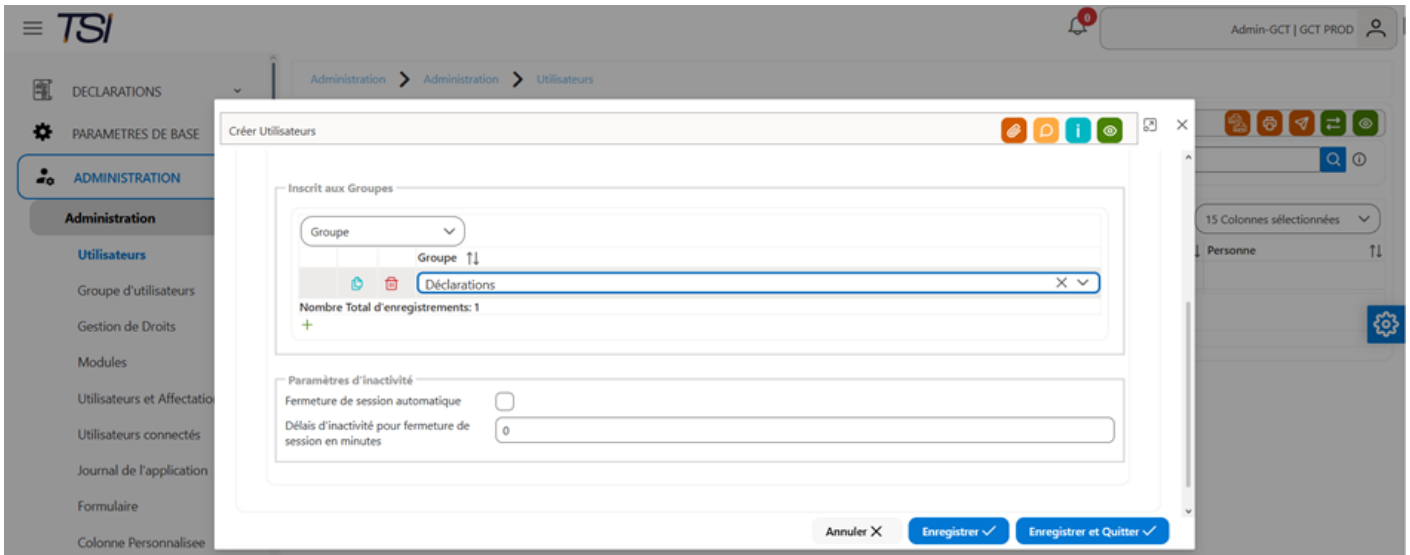 TSI
0
Admin-GCT | GCT PROD
DECLARATIONS
PARAMETRES DE BASE
ADMINISTRATION
Administration
Utilisateurs
Groupe d'utilisateurs
Gestion de Droits
Modules
Utilisateurs et Affectatio
Utilisateurs connectés
Journal de l'application
Formulaire
Colonne Personnalisee
Administration > Administration > Utilisateurs
15 Colonnes sélectionnées
Personne
Créer Utilisateurs
Inscrit aux Groupes
Groupe
Groupe
Déclarations
Nombre Total d'enregistrements: 1
+
Paramètres d'inactivité
Fermeture de session automatique
Délais d'inactivité pour fermeture de
session en minutes
0
Annuler
Enregistrer
Enregistrer et Quitter